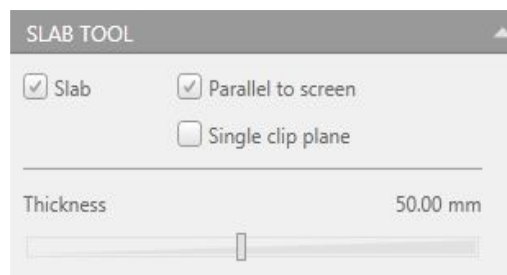 SLAB TOOL
Slab Parallel to screen
Single clip plane
Thickness 50.00 mm